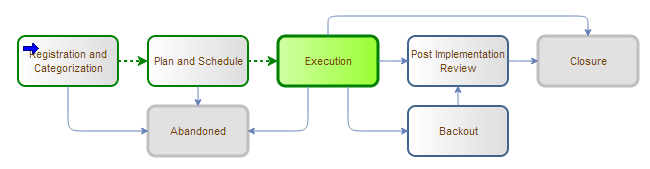 Registration and
Categorization
Plan and Schedule
Execution
Post Implementation
Review
Closure
Abandoned
Backout